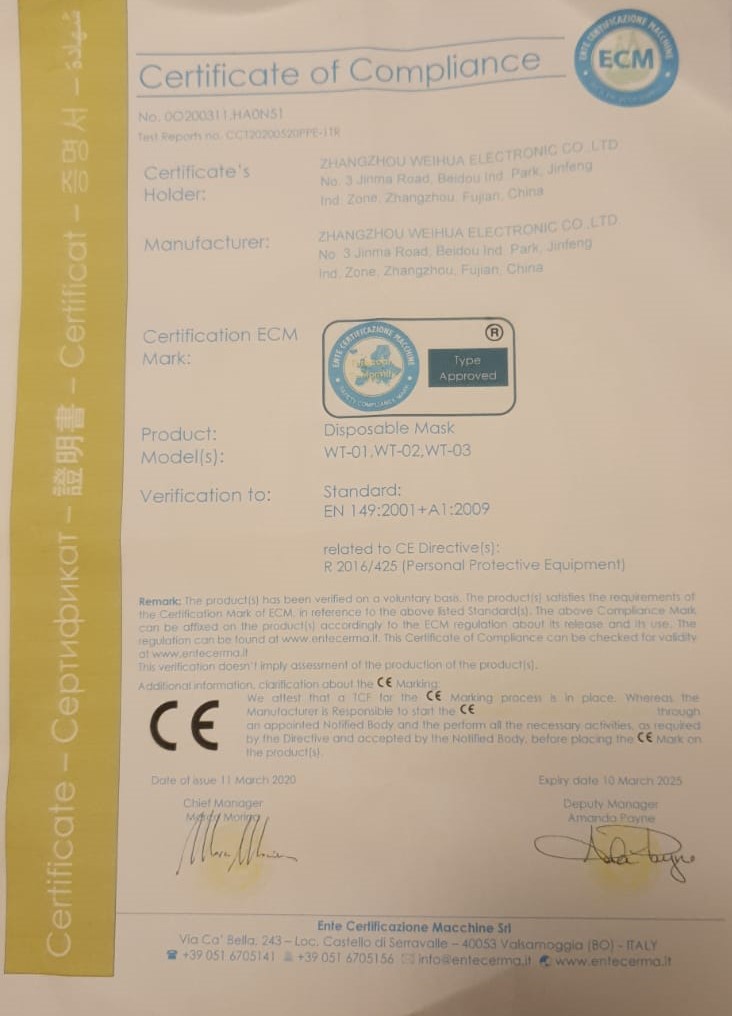 Certificate – Сертификат – 證明書 – Certificat – 증명서 – شهادة
ENTE CERTIFICAZIONE MACCHINE
ECM
Certificate of Compliance
No. 0O200311.HA0N51
Test Reports no. CCT20200520PPE-11R
Certificate's Holder:
ZHANGZHOU WEIHUA ELECTRONIC CO.,LTD
No. 3 Jinma Road, Beidou Ind. Park, Jinfeng
Ind. Zone, Zhangzhou, Fujian, China
Manufacturer:
ZHANGZHOU WEIHUA ELECTRONIC CO.,LTD
No. 3 Jinma Road, Beidou Ind. Park, Jinfeng
Ind. Zone, Zhangzhou, Fujian, China
Certification ECM
Mark:
ENTE CERTIFICAZIONE MACCHINE
SAFETY COMPLIANCE MARK
®
Type
Approved
Product:
Disposable Mask
Model(s):
WT-01,WT-02,WT-03
Verification to:
Standard:
EN 149:2001+A1:2009
related to CE Directive(s):
R 2016/425 (Personal Protective Equipment)
Remark: The product(s) has been verified on a voluntary basis. The product(s) satisfies the requirements of
the Certification Mark of ECM, in reference to the above listed Standard(s). The above Compliance Mark
can be affixed on the product(s) accordingly to the ECM regulation about its release and its use. The
regulation can be found at www.entecerma.it. This Certificate of Compliance can be checked for validity
at www.entecerma.it
This verification doesn't imply assessment of the production of the product(s).
Additional information, clarification about the CE Marking:
CE
We attest that a TCF for the CE Marking process is in place. Whereas the
Manufacturer is Responsible to start the CE through
an appointed Notified Body and the perform all the necessary activities, as required
by the Directive and accepted by the Notified Body, before placing the CE Mark on
the product(s).
Date of issue 11 March 2020
Expiry date 10 March 2025
Chief Manager
Deputy Manager
Amanda Payne
Ente Certificazione Macchine Srl
Via Ca' Bella, 243 – Loc. Castello di Serravalle – 40053 Valsamoggia (BO) - ITALY
+39 051 6705141 +39 051 6705156 info@entecerma.it www.entecerma.it